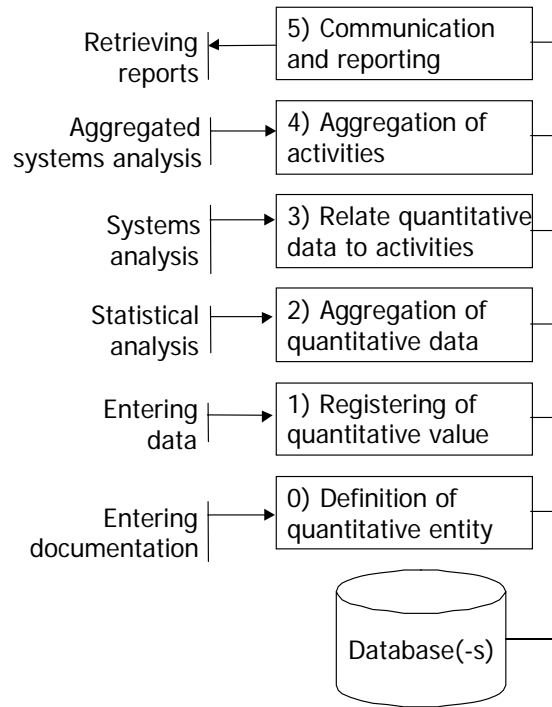 Retrieving
reports
5) Communication
and reporting
Aggregated
systems analysis
4) Aggregation of
activities
Systems
analysis
3) Relate quantitative
data to activities
Statistical
analysis
2) Aggregation of
quantitative data
Entering
data
1) Registering of
quantitative value
Entering
documentation
0) Definition of
quantitative entity
Database(-s)